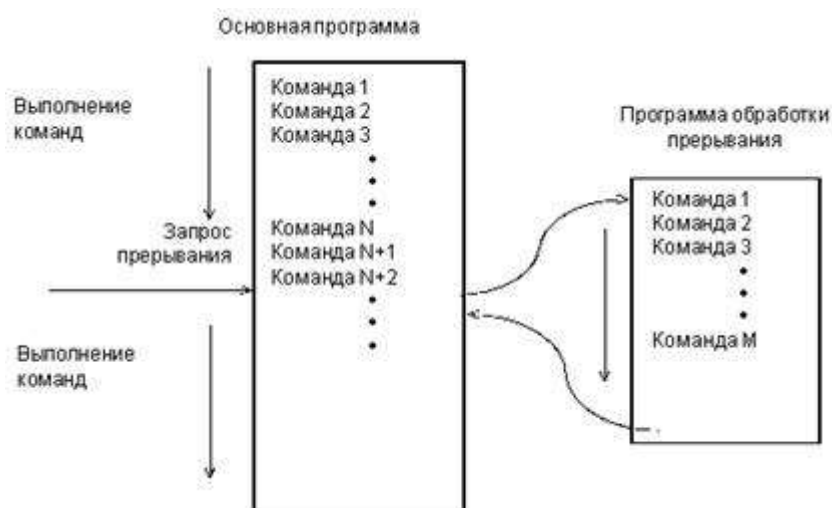 Основная программа
Выполнение
команд
Команда 1
Команда 2
Команда 3
Запрос
прерывания
Команда N
Команда N+1
Команда N+2
Выполнение
команд
Программа обработки
прерывания
Команда 1
Команда 2
Команда 3
Команда M